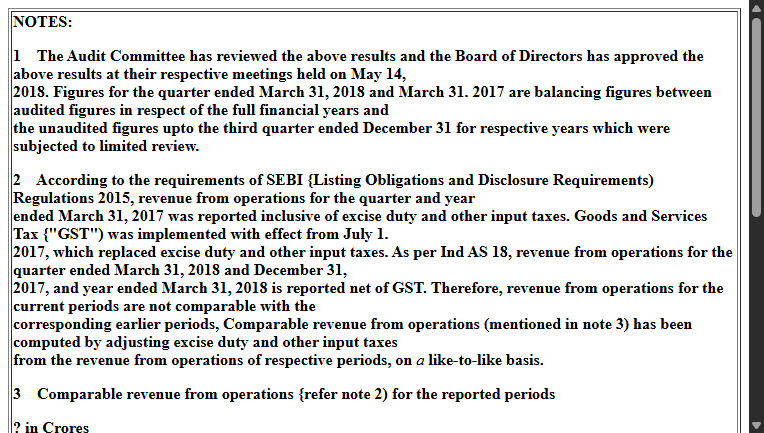 NOTES:
1 The Audit Committee has reviewed the above results and the Board of Directors has approved the
above results at their respective meetings held on May 14,
2018. Figures for the quarter ended March 31, 2018 and March 31. 2017 are balancing figures between
audited figures in respect of the full financial years and
the unaudited figures upto the third quarter ended December 31 for respective years which were
subjected to limited review.
2 According to the requirements of SEBI {Listing Obligations and Disclosure Requirements)
Regulations 2015, revenue from operations for the quarter and year
ended March 31, 2017 was reported inclusive of excise duty and other input taxes. Goods and Services
Tax {"GST") was implemented with effect from July 1.
2017, which replaced excise duty and other input taxes. As per Ind AS 18, revenue from operations for the
quarter ended March 31, 2018 and December 31,
2017, and year ended March 31, 2018 is reported net of GST. Therefore, revenue from operations for the
current periods are not comparable with the
corresponding earlier periods, Comparable revenue from operations (mentioned in note 3) has been
computed by adjusting excise duty and other input taxes
from the revenue from operations of respective periods, on a like-to-like basis.
3 Comparable revenue from operations {refer note 2) for the reported periods
? in Crores